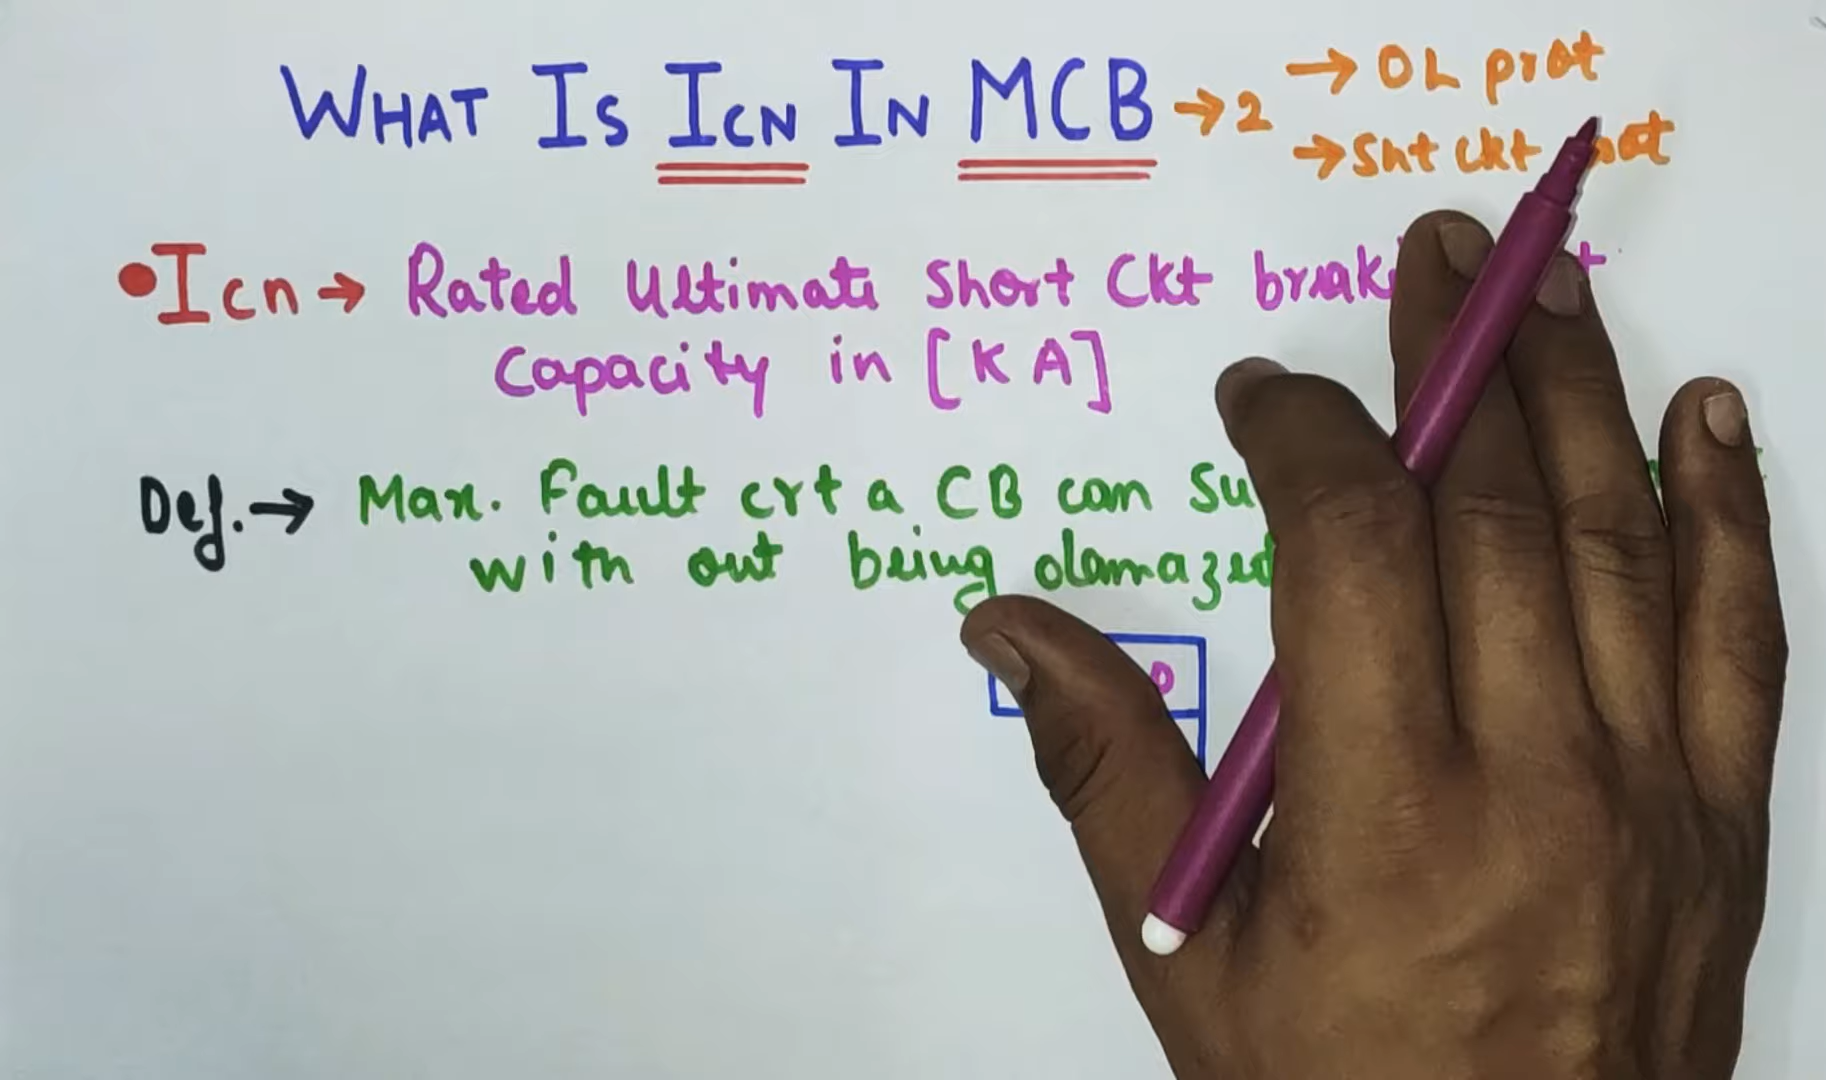 WHAT IS ICN IN MCB → 2
→ OL prot
→ Sht ckt
• Icn → Rated Ultimate Short Ckt
Capacity in [KA]
Def. → Max. Fault crt a CB can
with out being damazed